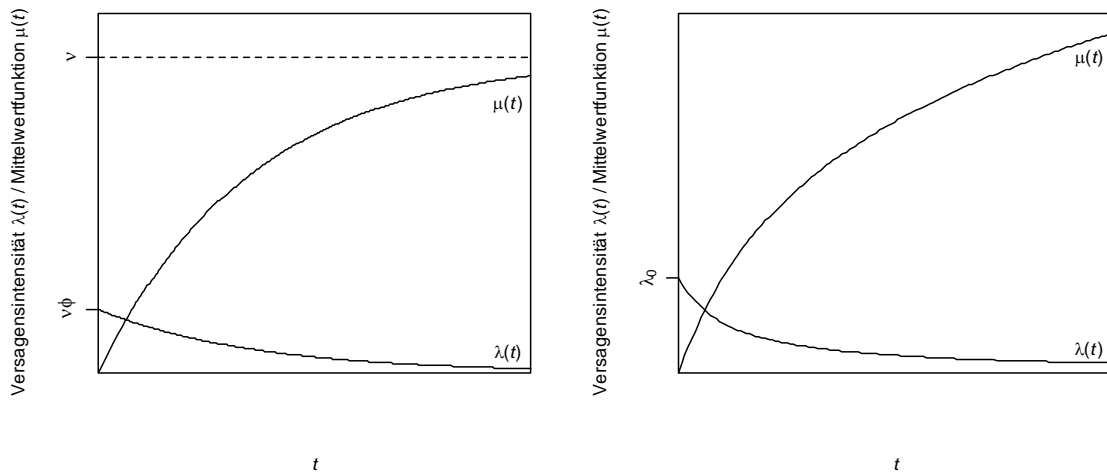 Versagensintensität λ(t) / Mittelwertfunktion μ(t)
ν
νϕ
μ(t)
λ(t)
t
Versagensintensität λ(t) / Mittelwertfunktion μ(t)
λ₀
μ(t)
λ(t)
t